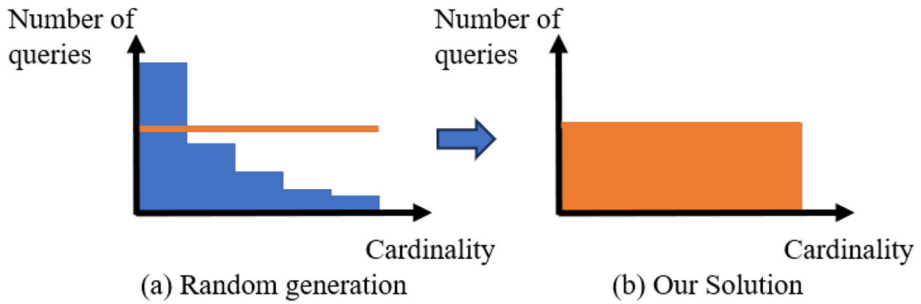 Number of
queries
Cardinality
(a) Random generation
Number of
queries
Cardinality
(b) Our Solution